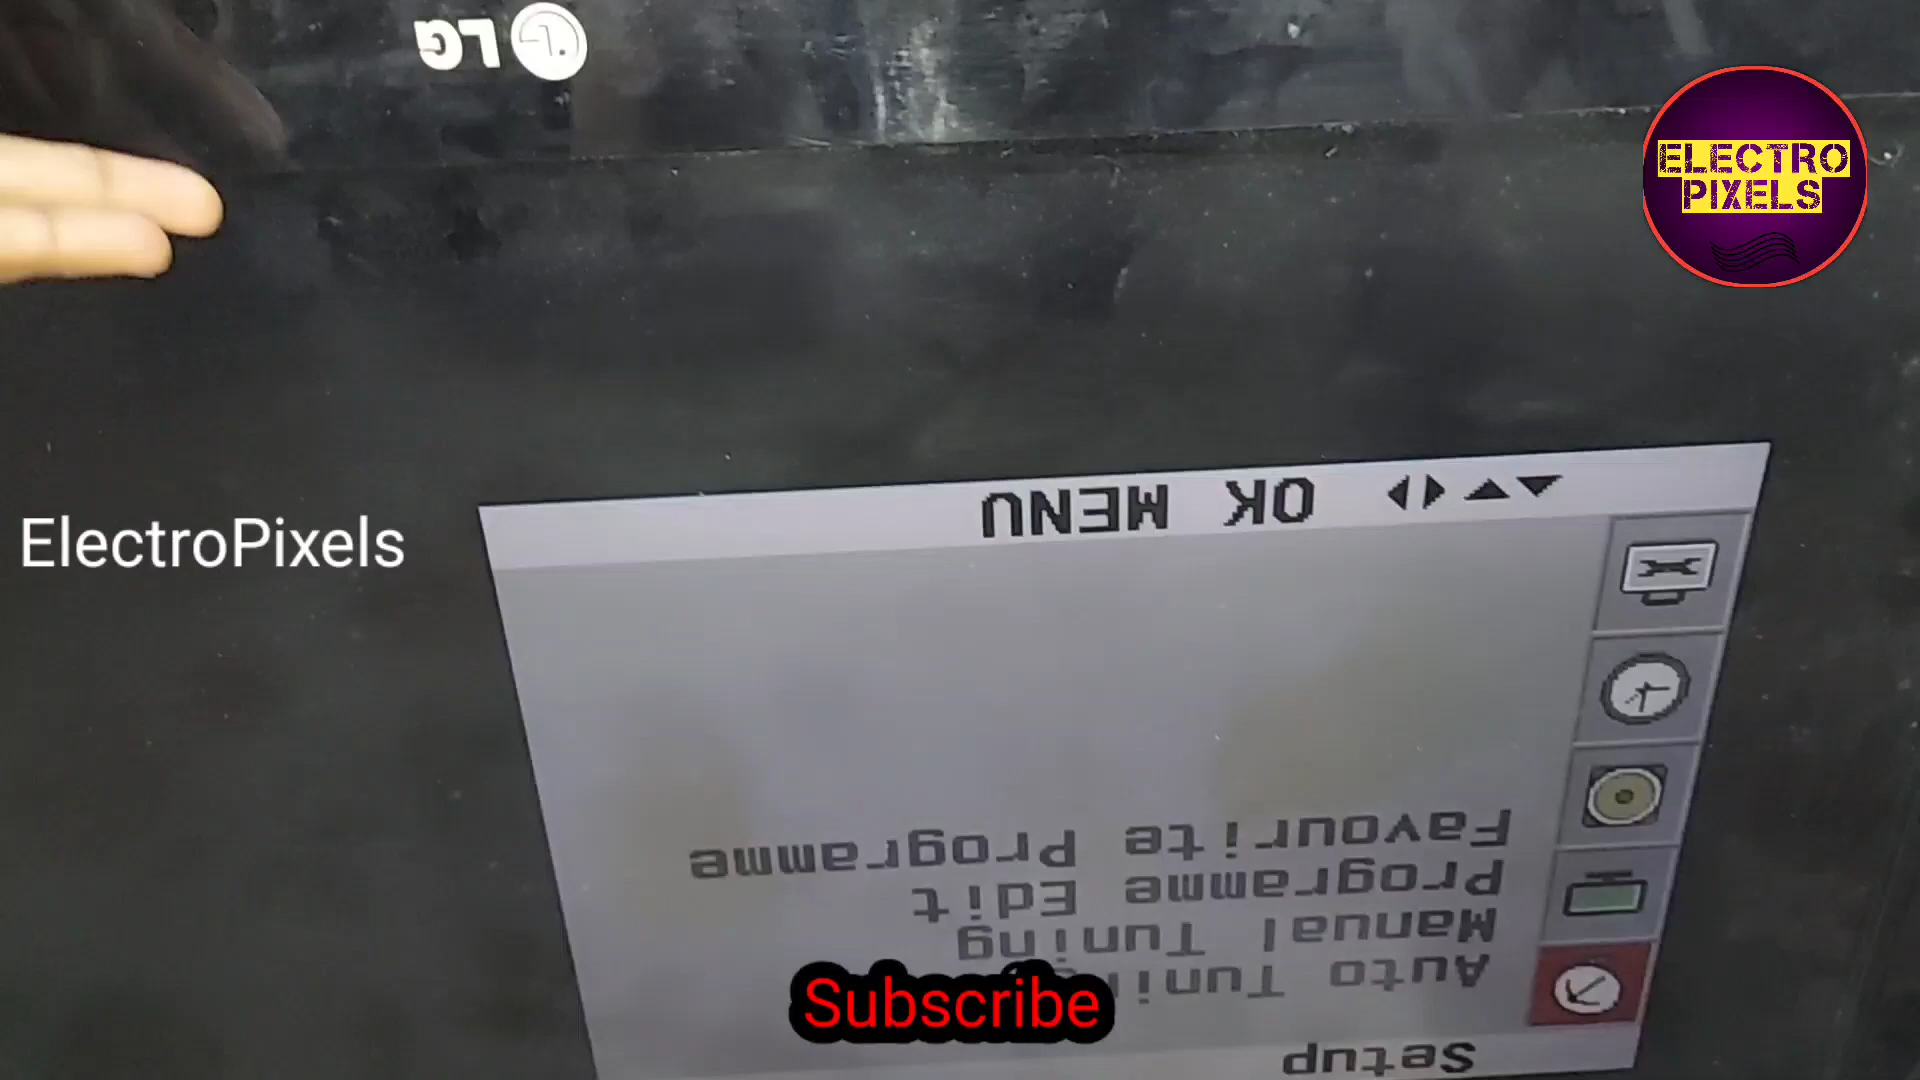 LG
ELECTRO
PIXELS
ElectroPixels
Setup
Auto Tuning
Manual Tuning
Programme Edit
Favourite Programme
▼▲◀▶ OK MENU
Subscribe